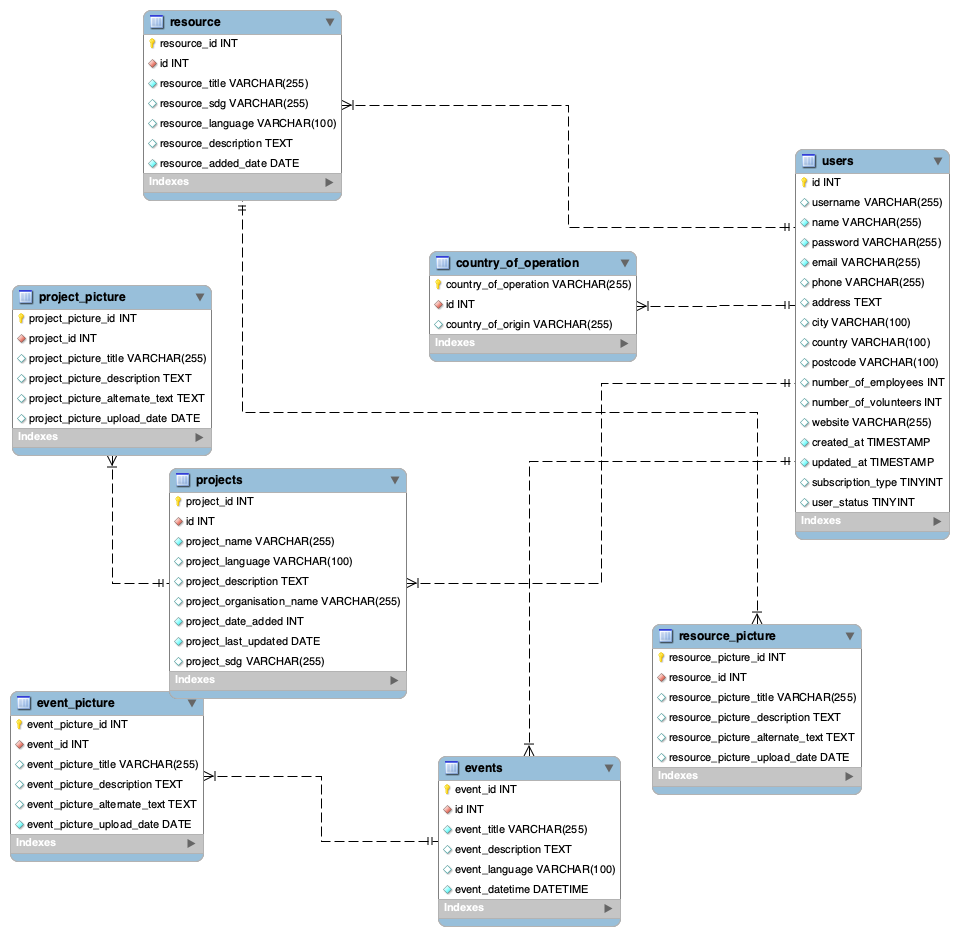 resource
resource_id INT
id INT
resource_title VARCHAR(255)
resource_sdg VARCHAR(255)
resource_language VARCHAR(100)
resource_description TEXT
resource_added_date DATE
Indexes
users
id INT
username VARCHAR(255)
name VARCHAR(255)
password VARCHAR(255)
email VARCHAR(255)
phone VARCHAR(255)
address TEXT
city VARCHAR(100)
country VARCHAR(100)
postcode VARCHAR(100)
number_of_employees INT
number_of_volunteers INT
website VARCHAR(255)
created_at TIMESTAMP
updated_at TIMESTAMP
subscription_type TINYINT
user_status TINYINT
Indexes
country_of_operation
country_of_operation VARCHAR(255)
id INT
country_of_origin VARCHAR(255)
Indexes
project_picture
project_picture_id INT
project_id INT
project_picture_title VARCHAR(255)
project_picture_description TEXT
project_picture_alternate_text TEXT
project_picture_upload_date DATE
Indexes
projects
project_id INT
id INT
project_name VARCHAR(255)
project_language VARCHAR(100)
project_description TEXT
project_organisation_name VARCHAR(255)
project_date_added INT
project_last_updated DATE
project_sdg VARCHAR(255)
Indexes
resource_picture
resource_picture_id INT
resource_id INT
resource_picture_title VARCHAR(255)
resource_picture_description TEXT
resource_picture_alternate_text TEXT
resource_picture_upload_date DATE
Indexes
event_picture
event_picture_id INT
event_id INT
event_picture_title VARCHAR(255)
event_picture_description TEXT
event_picture_alternate_text TEXT
event_picture_upload_date DATE
Indexes
events
event_id INT
id INT
event_title VARCHAR(255)
event_description TEXT
event_language VARCHAR(100)
event_datetime DATETIME
Indexes